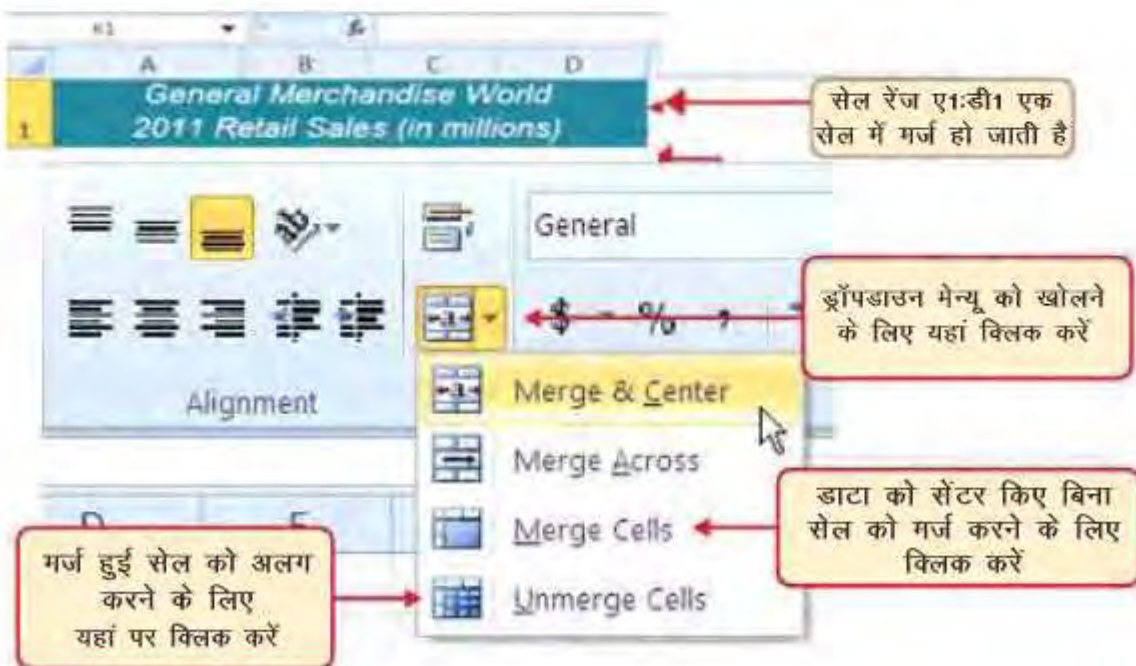 K1
fx
A B C D
1
General Merchandise World
2011 Retail Sales (in millions)
सेल रेंज ए1:डी1 एक
सेल में मर्ज हो जाती है
General
$ % ,
ड्रॉपडाउन मेन्यू को खोलने
के लिए यहां क्लिक करें
Alignment
Merge & Center
Merge Across
Merge Cells
Unmerge Cells
डाटा को सेंटर किए बिना
सेल को मर्ज करने के लिए
क्लिक करें
मर्ज हुई सेल को अलग
करने के लिए
यहां पर क्लिक करें